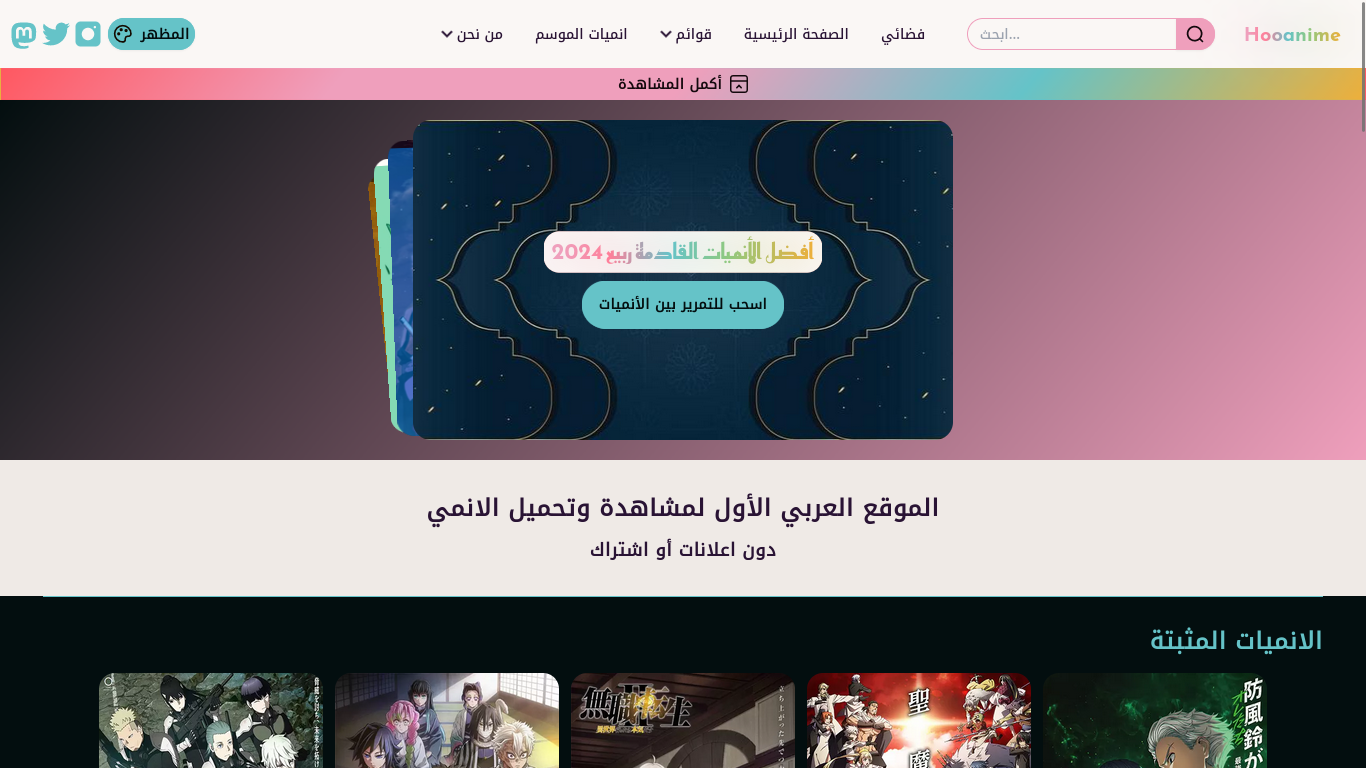 Hooanime
ابحث...
فضائي
الصفحة الرئيسية
قوائم
انميات الموسم
من نحن
المظهر
أكمل المشاهدة
أفضل الأنميات القادمة ربيع 2024
اسحب للتمرير بين الأنميات
الموقع العربي الأول لمشاهدة وتحميل الانمي
دون اعلانات أو اشتراك
الانميات المثبتة
防風鈴が
聖
魔
無職転生